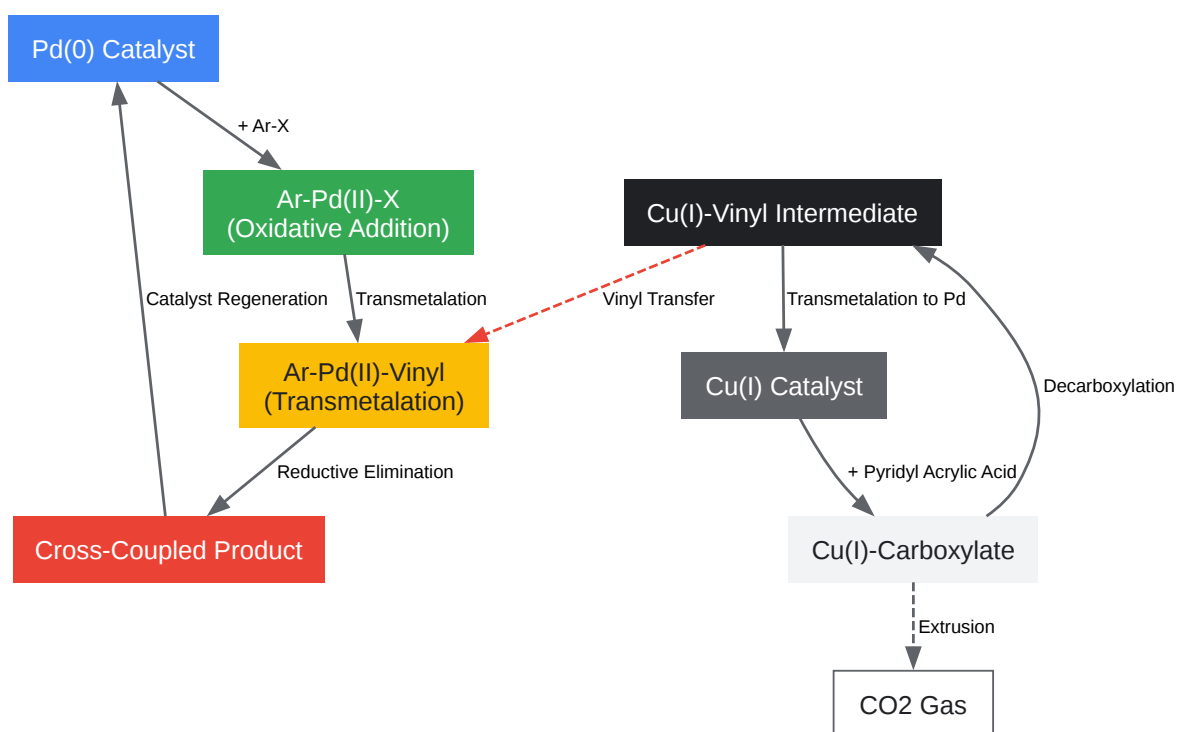 Pd(0) Catalyst
+ Ar-X
Ar-Pd(II)-X
(Oxidative Addition)
Cu(I)-Vinyl Intermediate
Catalyst Regeneration
Transmetalation
Vinyl Transfer
Transmetalation to Pd
Ar-Pd(II)-Vinyl
(Transmetalation)
Cu(I) Catalyst
Decarboxylation
Reductive Elimination
+ Pyridyl Acrylic Acid
Cross-Coupled Product
Cu(I)-Carboxylate
Extrusion
CO2 Gas